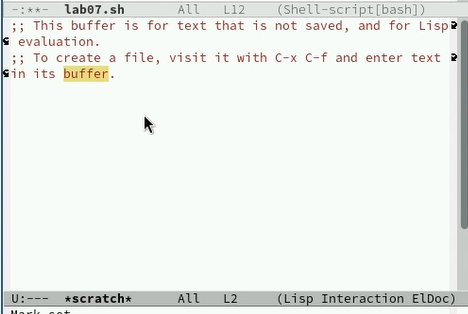 -:**-  lab07.sh       All   L12    (Shell-script[bash])
;; This buffer is for text that is not saved, and for Lisp
 evaluation.
;; To create a file, visit it with C-x C-f and enter text
in its buffer.
U:---  *scratch*      All   L2     (Lisp Interaction ElDoc)
Mark set